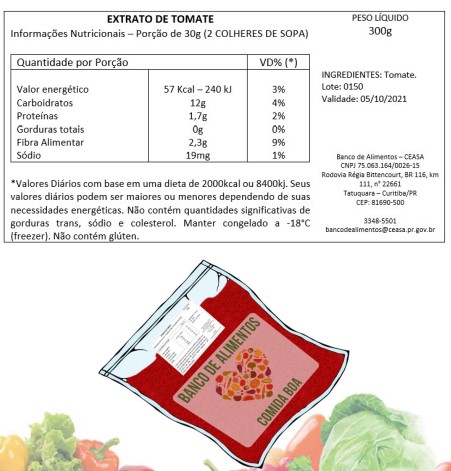 EXTRATO DE TOMATE
Informações Nutricionais – Porção de 30g (2 COLHERES DE SOPA)
Quantidade por Porção VD% (*)
Valor energético 57 Kcal – 240 kJ 3%
Carboidratos 12g 4%
Proteínas 1,7g 2%
Gorduras totais 0g 0%
Fibra Alimentar 2,3g 9%
Sódio 19mg 1%
*Valores Diários com base em uma dieta de 2000kcal ou 8400kj. Seus
valores diários podem ser maiores ou menores dependendo de suas
necessidades energéticas. Não contém quantidades significativas de
gorduras trans, sódio e colesterol. Manter congelado a -18°C
(freezer). Não contém glúten.
PESO LÍQUIDO
300g
INGREDIENTES: Tomate.
Lote: 0150
Validade: 05/10/2021
Banco de Alimentos – CEASA
CNPJ 75.063.164/0026-15
Rodovia Régia Bittencourt, BR 116, km
111, n° 22661
Tatuquara – Curitiba/PR
CEP: 81690-500
3348-5501
bancodealimentos@ceasa.pr.gov.br
BANCO DE ALIMENTOS
COMIDA BOA